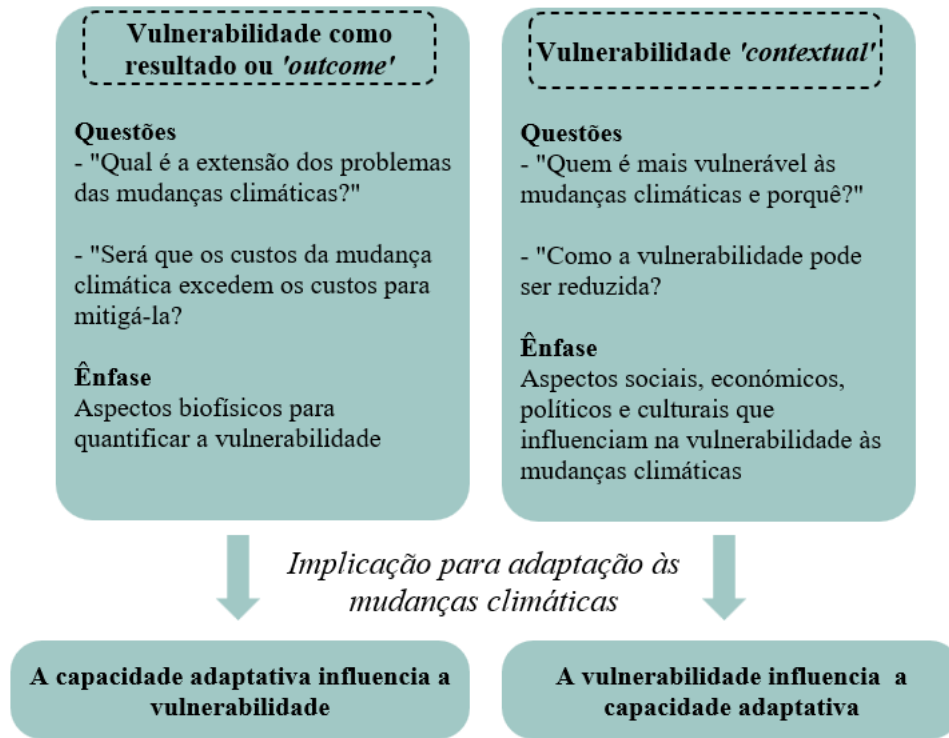 Vulnerabilidade como
resultado ou 'outcome'
Questões
- "Qual é a extensão dos problemas
das mudanças climáticas?"
- "Será que os custos da mudança
climática excedem os custos para
mitigá-la?
Ênfase
Aspectos biofísicos para
quantificar a vulnerabilidade
Vulnerabilidade 'contextual'
Questões
- "Quem é mais vulnerável às
mudanças climáticas e porquê?"
- "Como a vulnerabilidade pode
ser reduzida?
Ênfase
Aspectos sociais, económicos,
políticos e culturais que
influenciam na vulnerabilidade às
mudanças climáticas
Implicação para adaptação às
mudanças climáticas
A capacidade adaptativa influencia a
vulnerabilidade
A vulnerabilidade influencia a
capacidade adaptativa